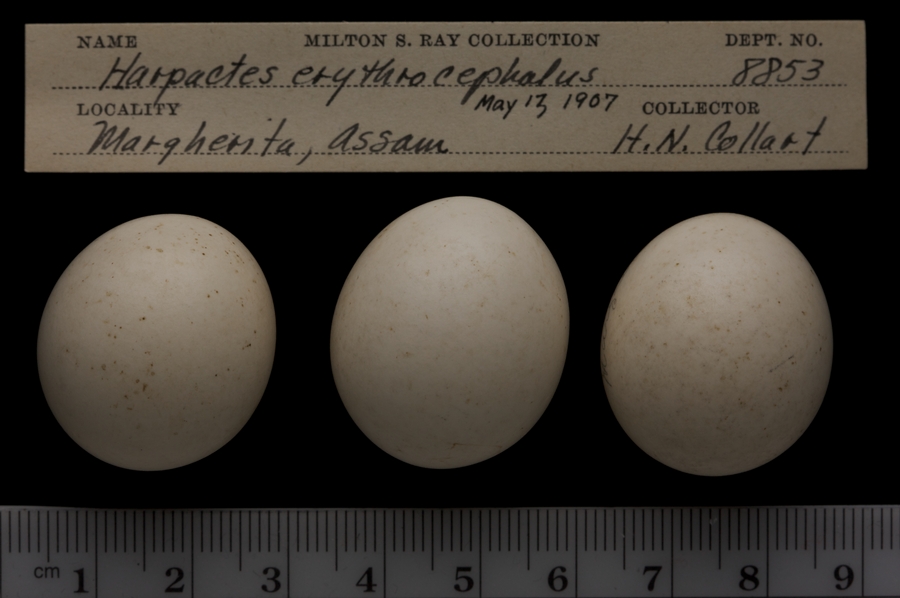 NAME MILTON S. RAY COLLECTION DEPT. NO.
Harpactes erythrocephalus 8853
LOCALITY May 17, 1907 COLLECTOR
Margherita, Assam H. N. Collart
cm 1 2 3 4 5 6 7 8 9